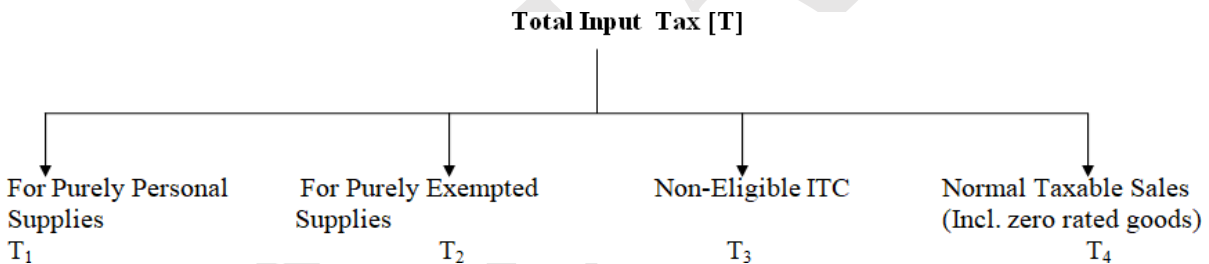 Total Input Tax [T]
For Purely Personal Supplies
T₁
For Purely Exempted Supplies
T₂
Non-Eligible ITC
T₃
Normal Taxable Sales (Incl. zero rated goods)
T₄